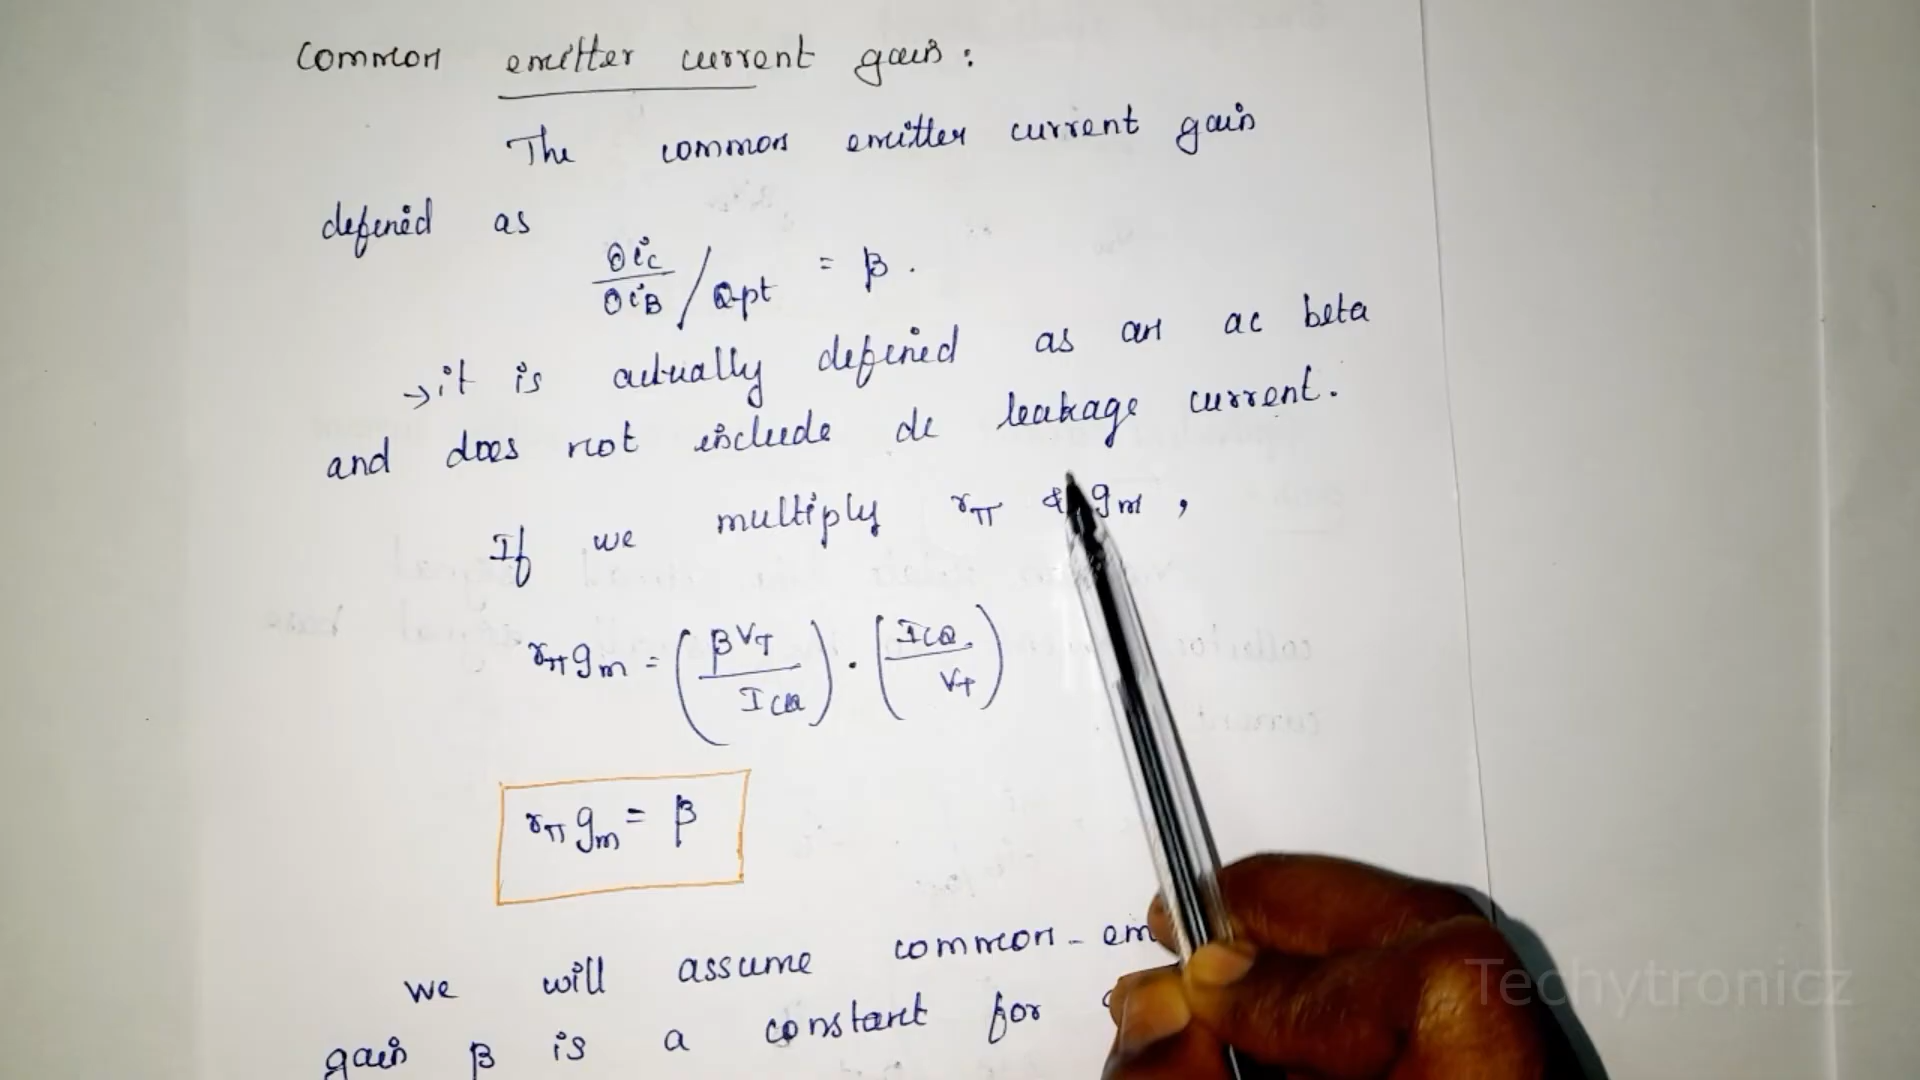 common emitter current gain :
The common emitter current gain
defined as
∂iC / ∂iB / Q-pt = β .
→ it is actually defined as an ac beta
and does not include dc leakage current .
If we multiply rπ & gm ,
rπ gm = ( β VT / ICQ ) . ( ICQ / VT )
rπ gm = β
we will assume common - em
gain β is a constant for
Techytronicz